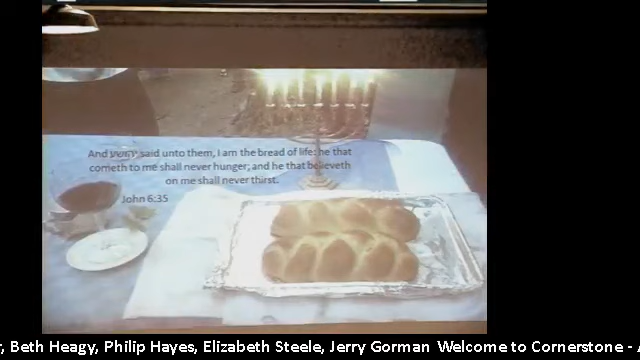 And ישוע said unto them, I am the bread of life: he that
cometh to me shall never hunger; and he that believeth
on me shall never thirst.
John 6:35
, Beth Heagy, Philip Hayes, Elizabeth Steele, Jerry Gorman Welcome to Cornerstone -